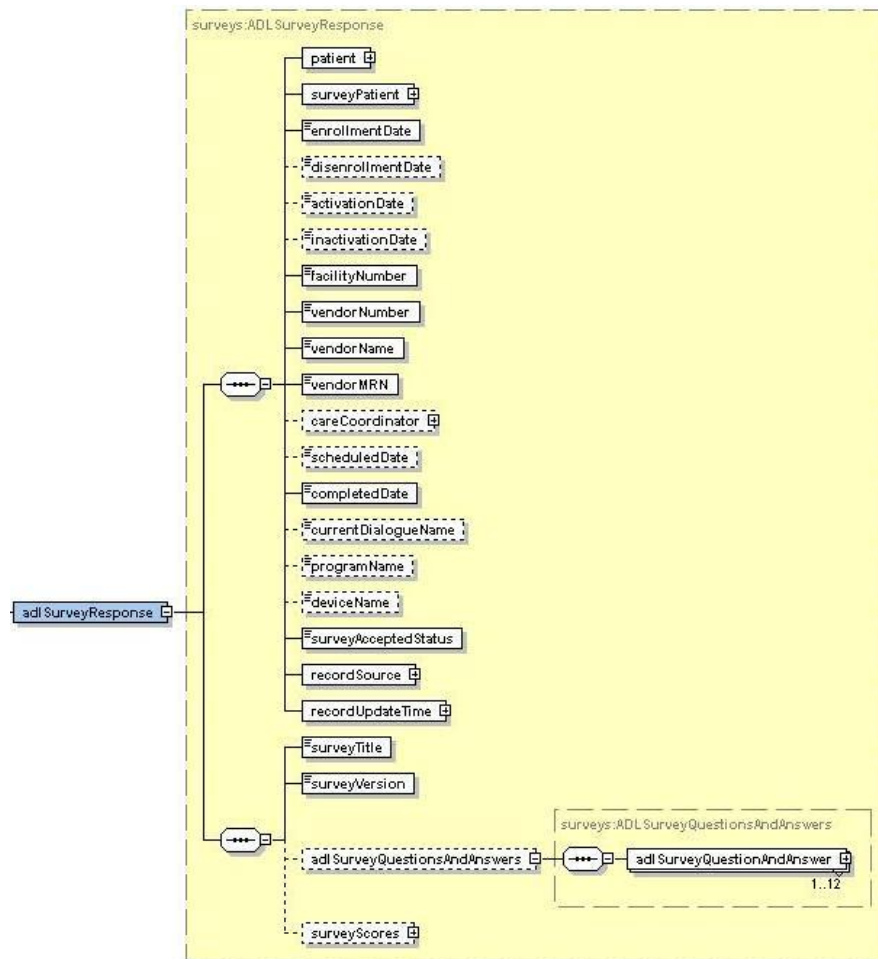 surveys:ADLSurveyResponse
patient
surveyPatient
enrollmentDate
disenrollmentDate
activationDate
inactivationDate
facilityNumber
vendorNumber
vendorName
vendorMRN
careCoordinator
scheduledDate
completedDate
currentDialogueName
programName
deviceName
adlSurveyResponse
surveyAcceptedStatus
recordSource
recordUpdateTime
surveyTitle
surveyVersion
surveys:ADLSurveyQuestionsAndAnswers
adlSurveyQuestionsAndAnswers
adlSurveyQuestionAndAnswer
1..12
surveyScores